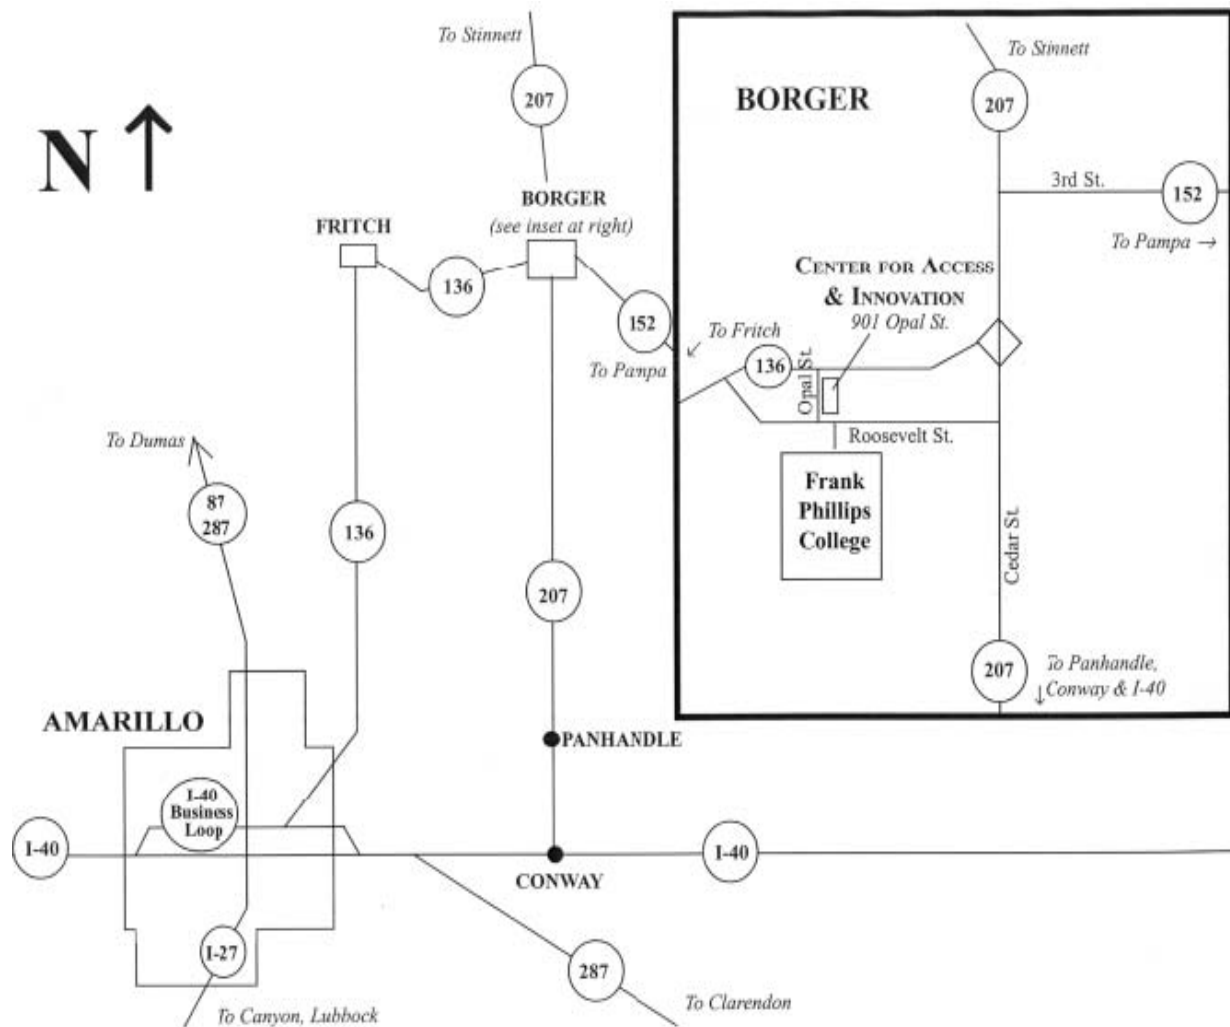 To Stinnett
207
N
BORGER
(see inset at right)
FRITCH
136
152
To Pampa
To Dumas
87
287
136
207
AMARILLO
I-40
Business
Loop
PANHANDLE
I-40
I-40
CONWAY
I-27
287
To Canyon, Lubbock
To Clarendon
To Stinnett
BORGER
207
3rd St.
152
To Pampa →
CENTER FOR ACCESS
& INNOVATION
901 Opal St.
To Fritch
136
Opal St.
Roosevelt St.
Frank
Phillips
College
Cedar St.
207
To Panhandle,
Conway & I-40